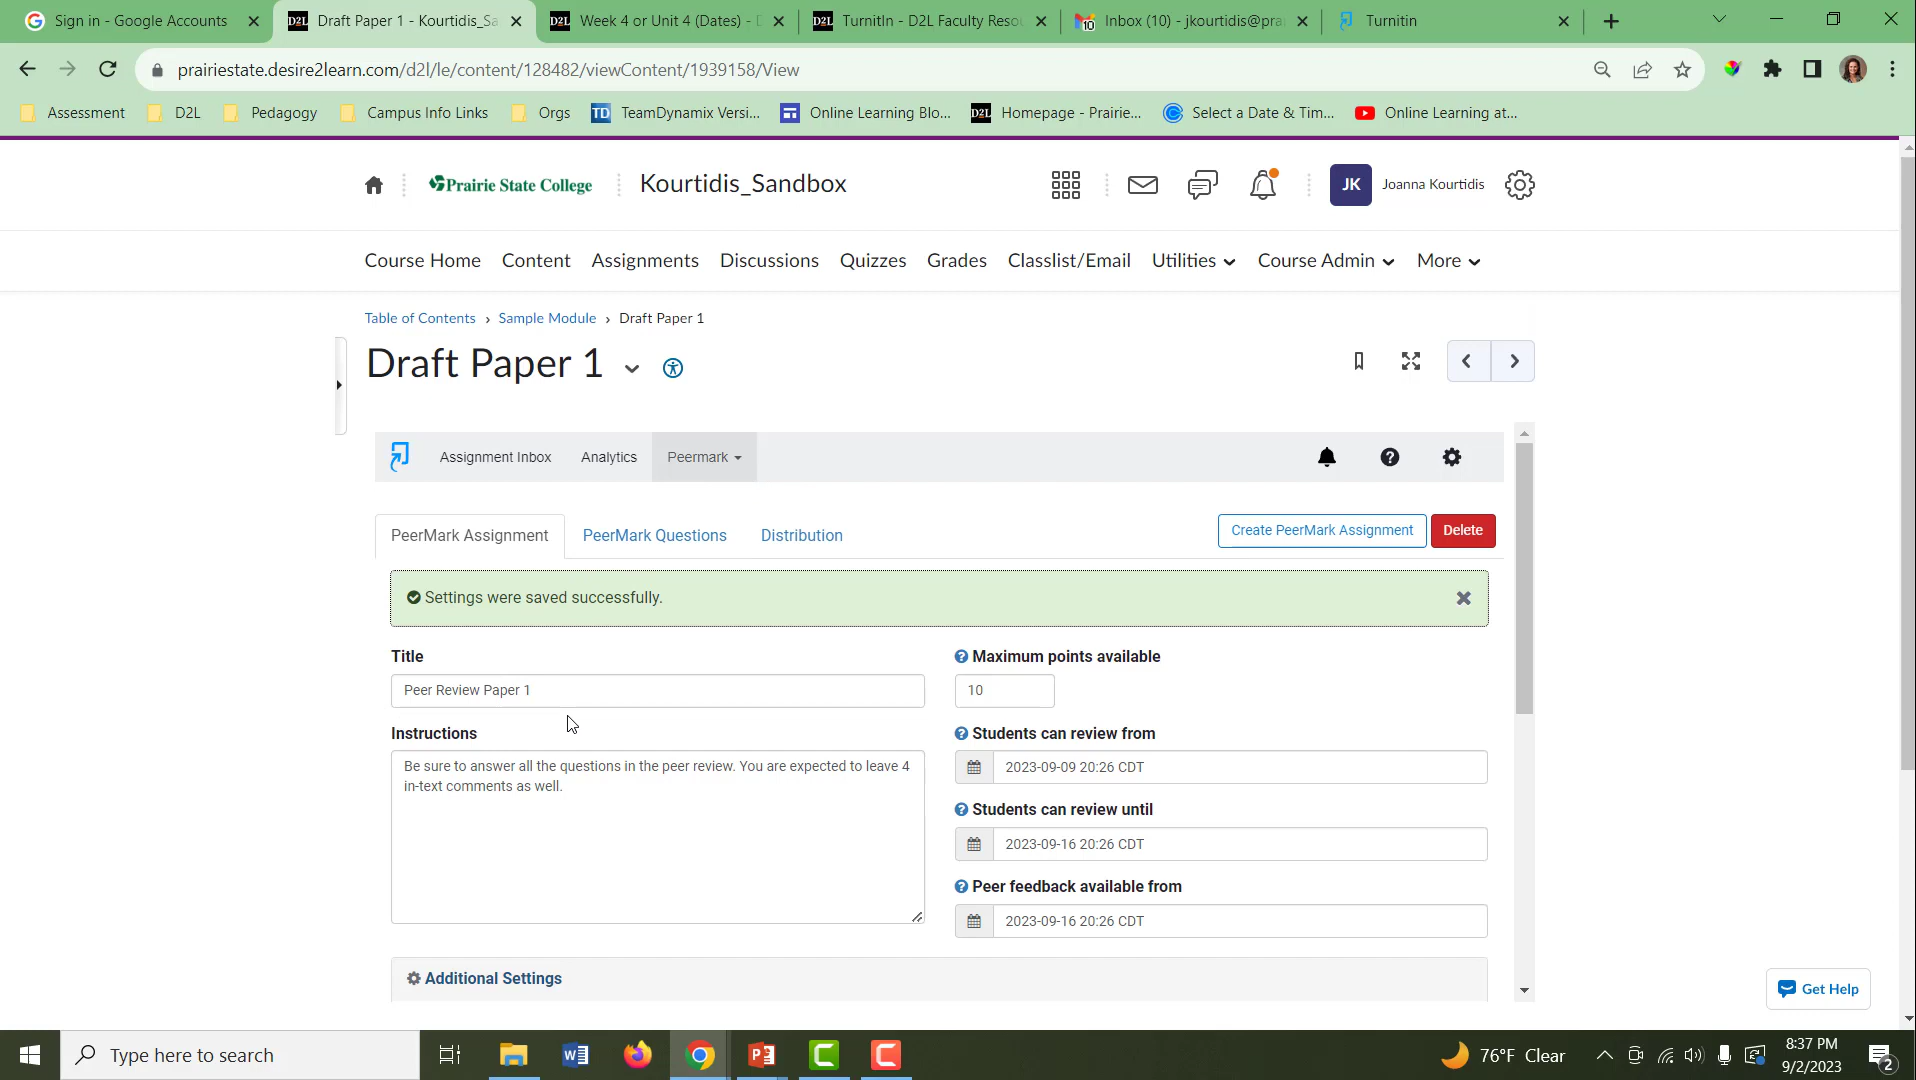 Sign in - Google Accounts
Draft Paper 1 - Kourtidis_Sa
Week 4 or Unit 4 (Dates) - D
TurnitIn - D2L Faculty Resou
Inbox (10) - jkourtidis@prai
Turnitin
prairiestate.desire2learn.com/d2l/le/content/128482/viewContent/1939158/View
Assessment
D2L
Pedagogy
Campus Info Links
Orgs
TD TeamDynamix Versi...
Online Learning Blo...
D2L Homepage - Prairie...
Select a Date & Tim...
Online Learning at...
Prairie State College
Kourtidis_Sandbox
JK
Joanna Kourtidis
Course Home
Content
Assignments
Discussions
Quizzes
Grades
Classlist/Email
Utilities
Course Admin
More
Table of Contents › Sample Module › Draft Paper 1
Draft Paper 1
Assignment Inbox
Analytics
Peermark
PeerMark Assignment
PeerMark Questions
Distribution
Create PeerMark Assignment
Delete
Settings were saved successfully.
Title
Peer Review Paper 1
Instructions
Be sure to answer all the questions in the peer review. You are expected to leave 4
in-text comments as well.
Maximum points available
10
Students can review from
2023-09-09 20:26 CDT
Students can review until
2023-09-16 20:26 CDT
Peer feedback available from
2023-09-16 20:26 CDT
Additional Settings
Get Help
Type here to search
76°F Clear
8:37 PM
9/2/2023
2